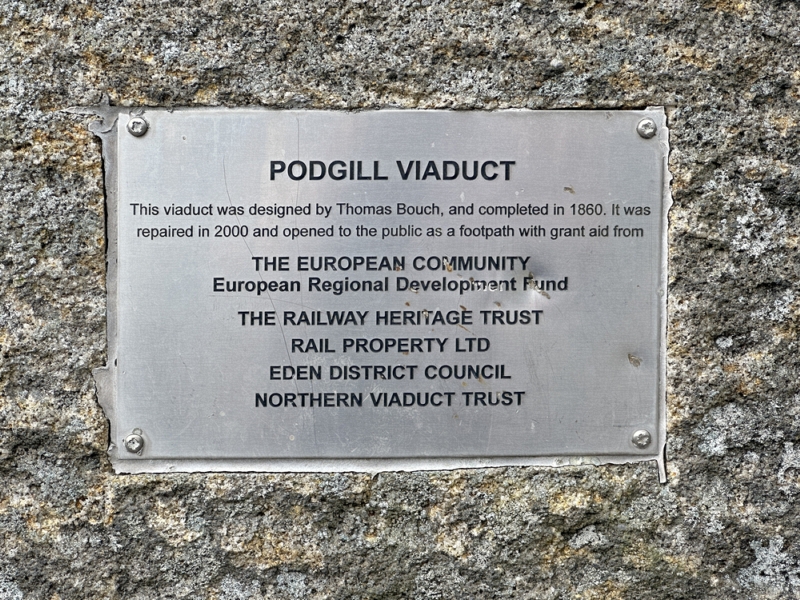 PODGILL VIADUCT
This viaduct was designed by Thomas Bouch, and completed in 1860. It was
repaired in 2000 and opened to the public as a footpath with grant aid from
THE EUROPEAN COMMUNITY
European Regional Development Fund
THE RAILWAY HERITAGE TRUST
RAIL PROPERTY LTD
EDEN DISTRICT COUNCIL
NORTHERN VIADUCT TRUST